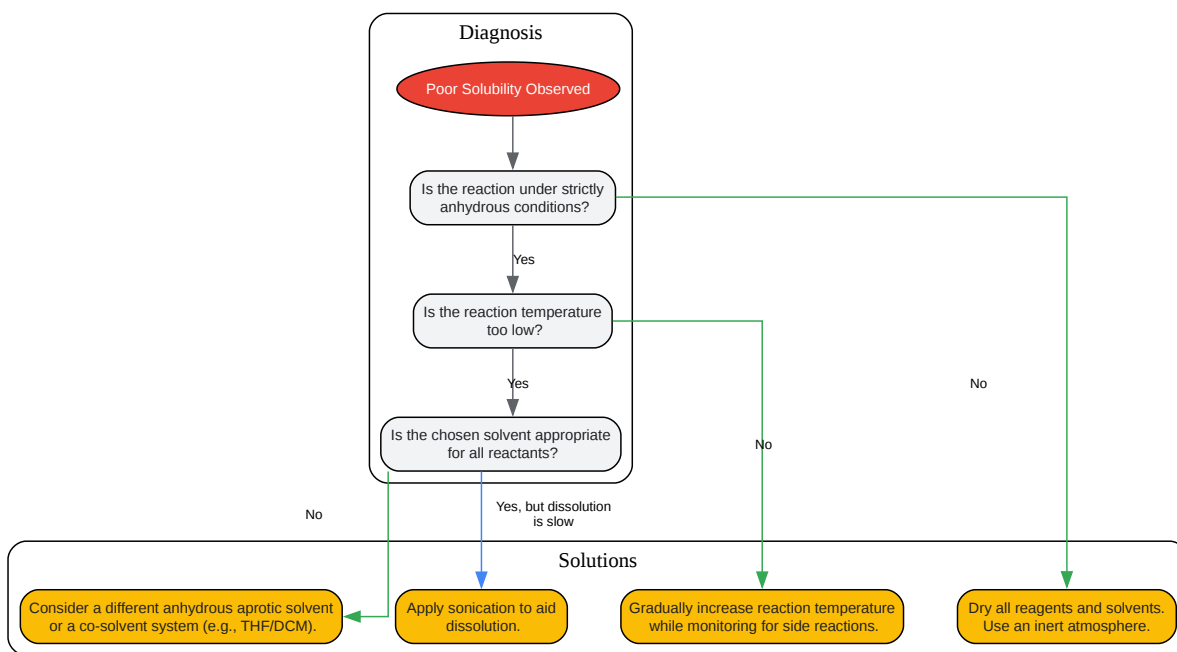 Diagnosis
Poor Solubility Observed
Is the reaction under strictly
anhydrous conditions?
Yes
Is the reaction temperature
too low?
Yes
No
Is the chosen solvent appropriate
for all reactants?
No
No
Yes, but dissolution
is slow
Solutions
Consider a different anhydrous aprotic solvent
or a co-solvent system (e.g., THF/DCM).
Apply sonication to aid
dissolution.
Gradually increase reaction temperature
while monitoring for side reactions.
Dry all reagents and solvents.
Use an inert atmosphere.